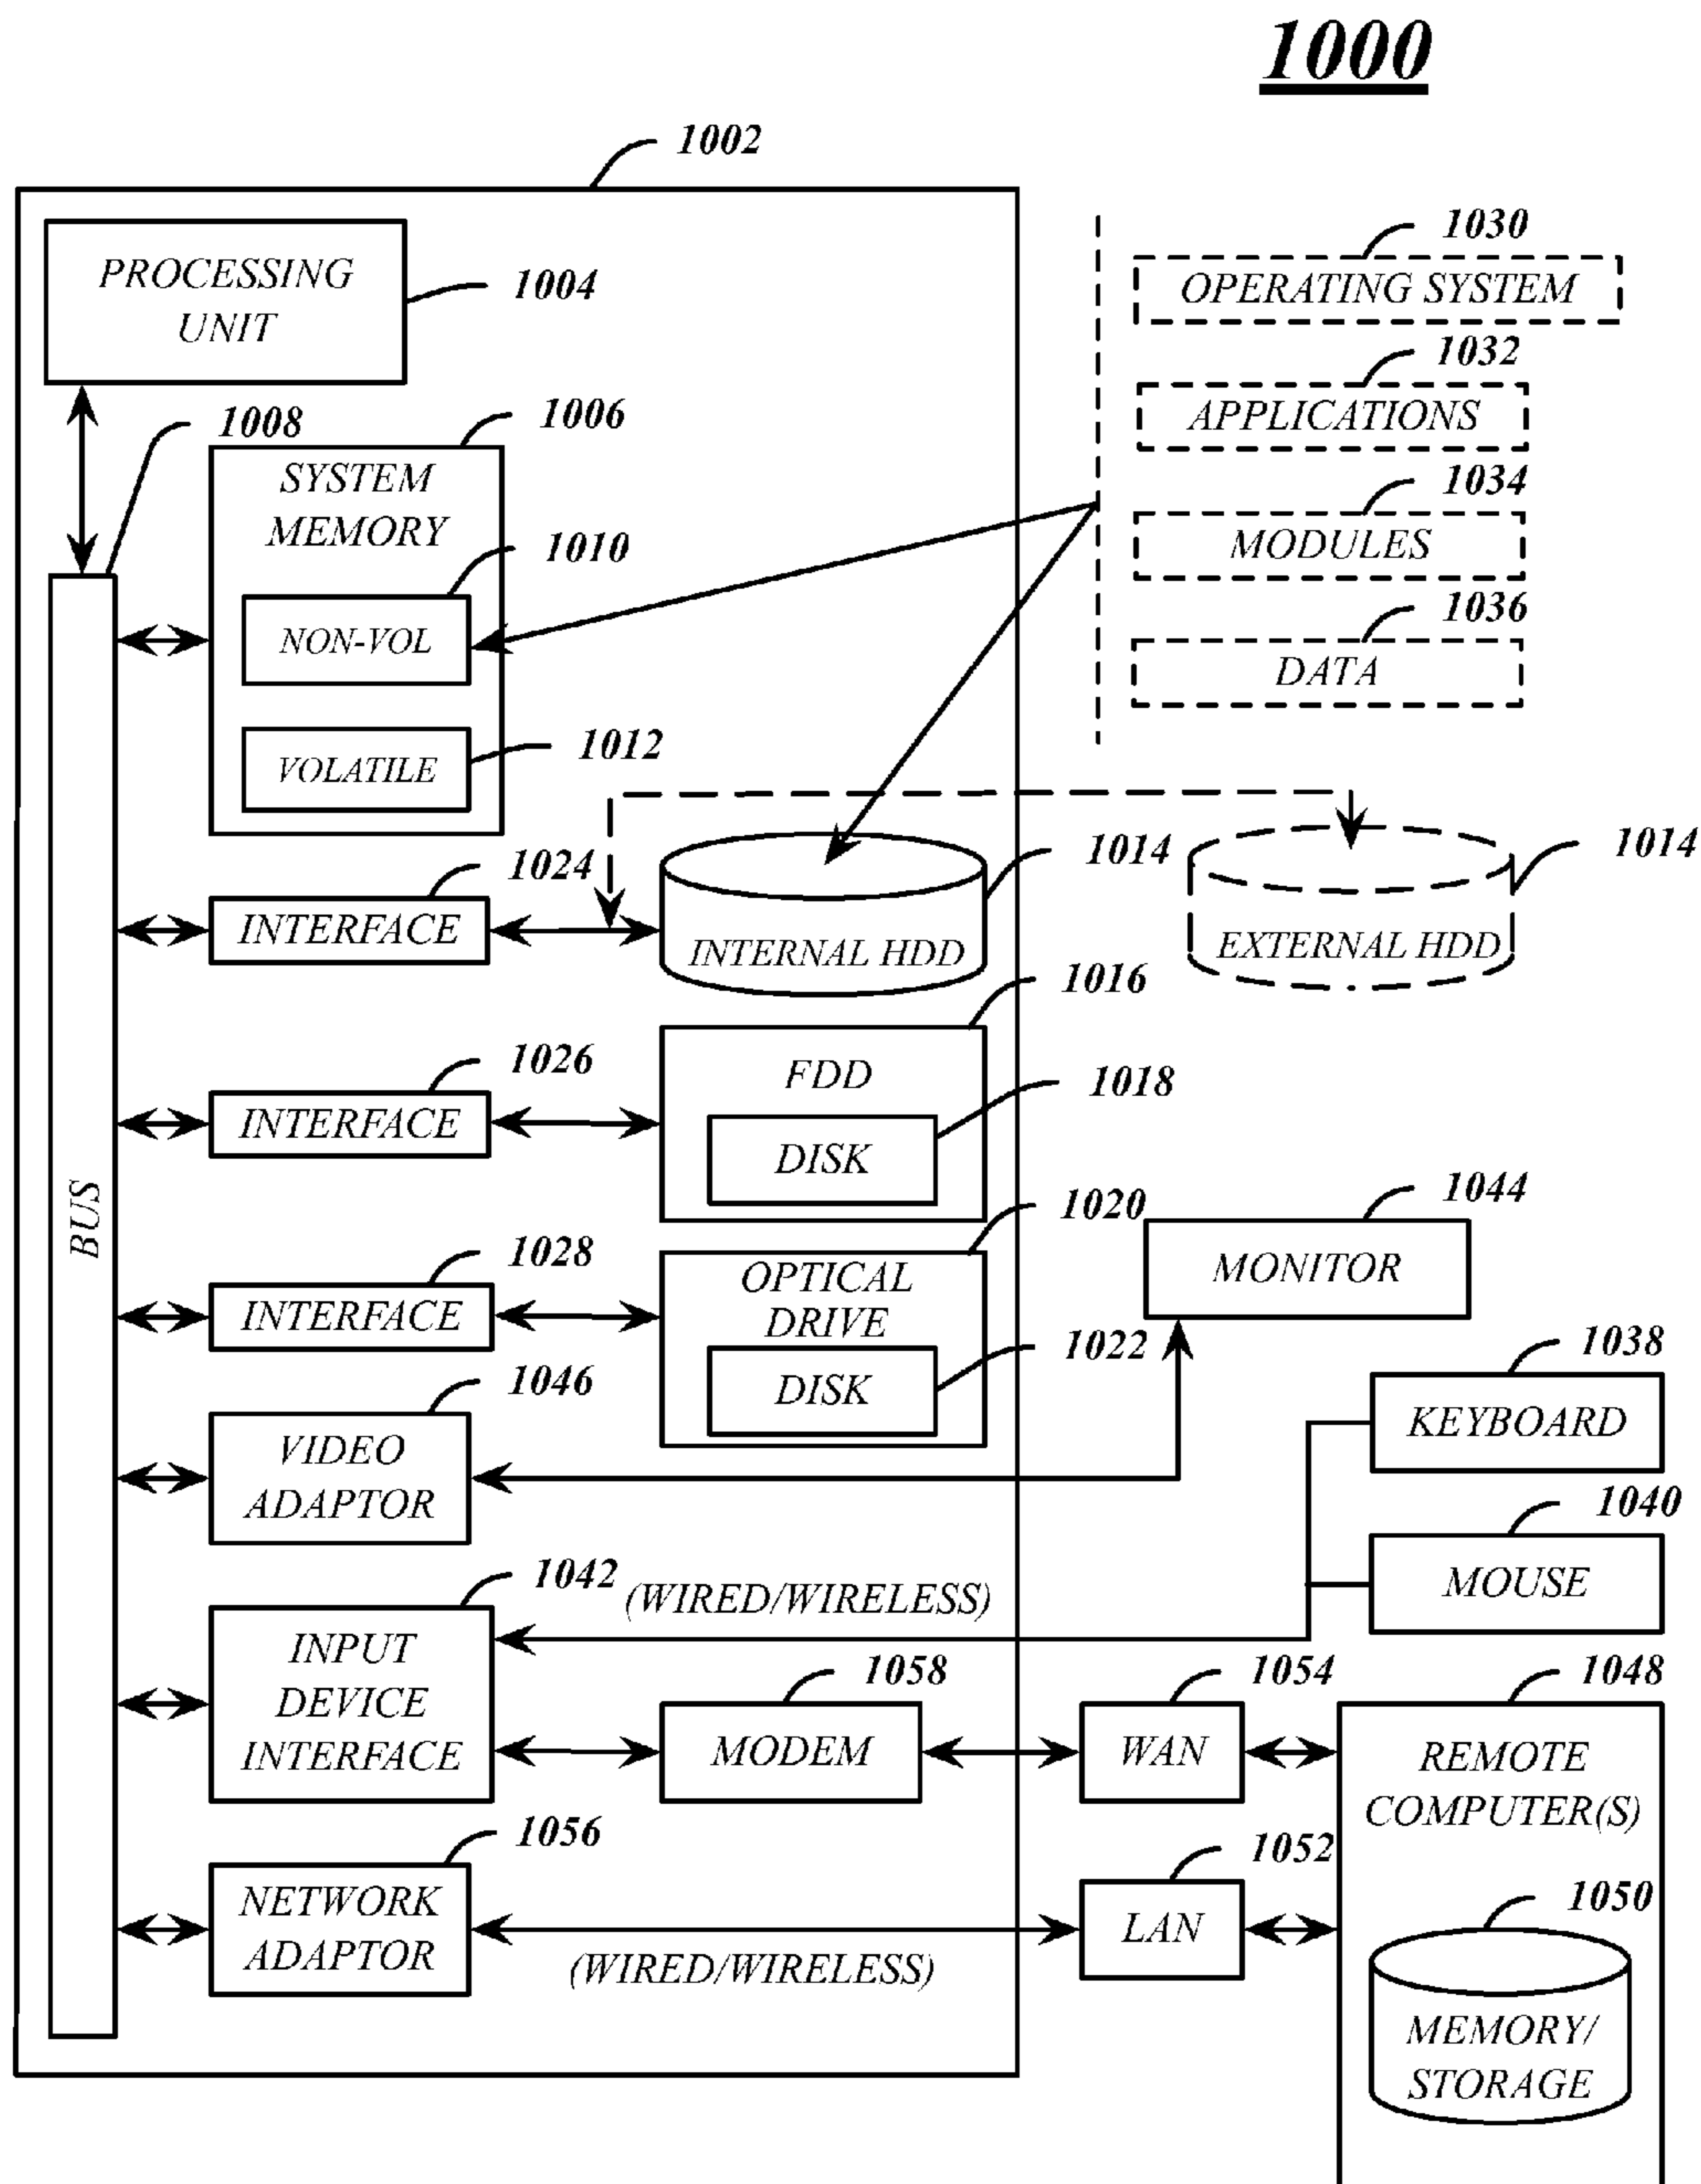 1000
1002
PROCESSING
UNIT
1004
1030
OPERATING SYSTEM
1032
APPLICATIONS
1034
MODULES
1036
DATA
1008
1006
SYSTEM
MEMORY
1010
NON-VOL
1012
VOLATILE
BUS
1024
INTERFACE
1014
INTERNAL HDD
1014
EXTERNAL HDD
1026
INTERFACE
1016
FDD
1018
DISK
1028
INTERFACE
1020
OPTICAL
DRIVE
1022
DISK
1044
MONITOR
1046
VIDEO
ADAPTOR
1038
KEYBOARD
1040
MOUSE
1042
INPUT
DEVICE
INTERFACE
(WIRED/WIRELESS)
1058
MODEM
1054
WAN
1048
REMOTE
COMPUTER(S)
1056
NETWORK
ADAPTOR
(WIRED/WIRELESS)
1052
LAN
1050
MEMORY/
STORAGE